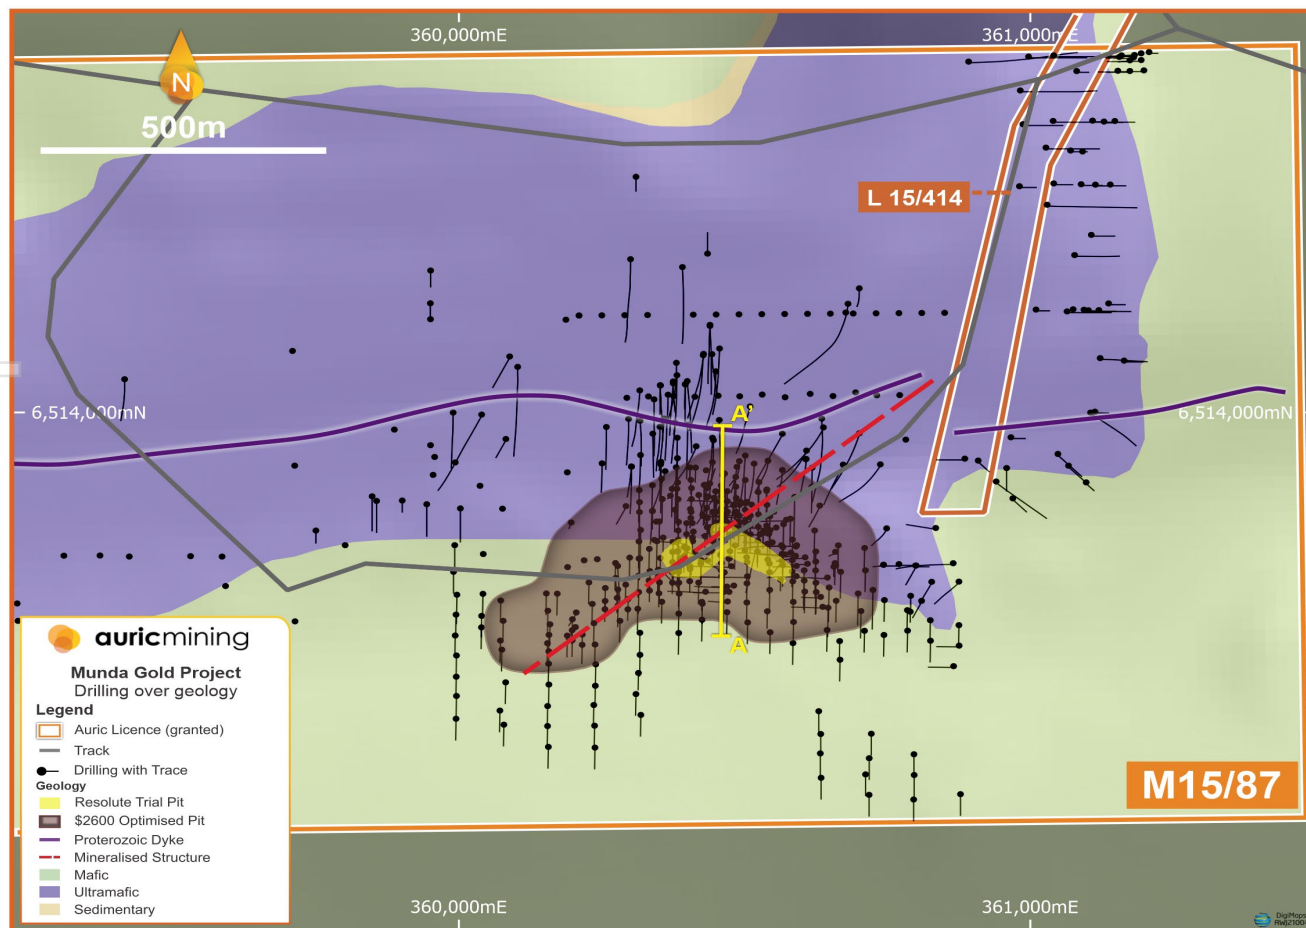 360,000mE
361,000mE
N
500m
L 15/414
6,514,000mN
A'
6,514,000mN
A
auricmining
Munda Gold Project
Drilling over geology
Legend
Auric Licence (granted)
Track
Drilling with Trace
Geology
Resolute Trial Pit
$2600 Optimised Pit
Proterozoic Dyke
Mineralised Structure
Mafic
Ultramafic
Sedimentary
M15/87
360,000mE
361,000mE
DigiMaps